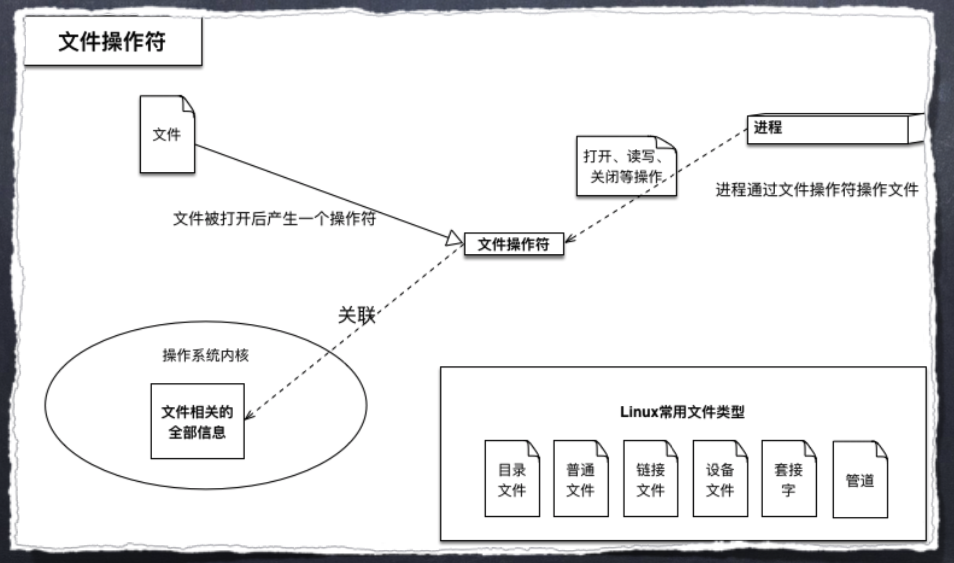 文件操作符
文件
进程
打开、读写、
关闭等操作
进程通过文件操作符操作文件
文件被打开后产生一个操作符
文件操作符
关联
操作系统内核
文件相关的
全部信息
Linux常用文件类型
目录
文件
普通
文件
链接
文件
设备
文件
套接
字
管道